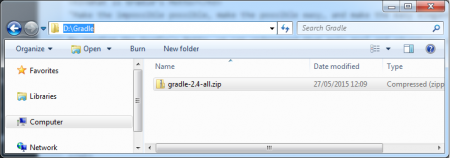 D:\Gradle
Search Gradle
Organize
Open
Burn
New folder
Name
Date modified
Type
Favorites
Libraries
Computer
Network
gradle-2.4-all.zip
27/05/2015 12:09
Compressed (zipp